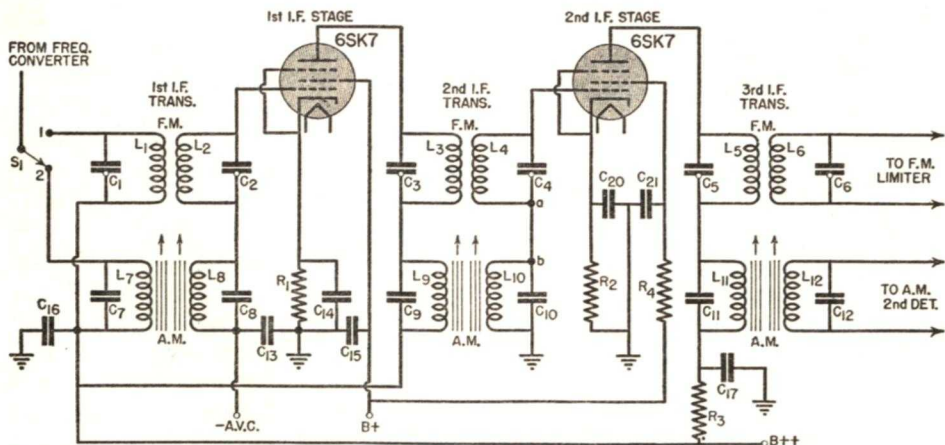 1st I.F. STAGE
6SK7
2nd I.F. STAGE
6SK7
FROM FREQ.
CONVERTER
1st I.F.
TRANS.
F.M.
2nd I.F.
TRANS.
F.M.
3rd I.F.
TRANS.
F.M.
1
S1
2
C1
L1
L2
C2
C3
L3
L4
C4
a
b
C20
C21
C5
L5
L6
C6
TO F.M.
LIMITER
C16
C7
L7
L8
C8
A.M.
C13
R1
C14
C15
C9
L9
L10
C10
A.M.
R2
R4
C11
L11
L12
C12
A.M.
TO A.M.
2nd DET.
C17
R3
-A.V.C.
B+
B++